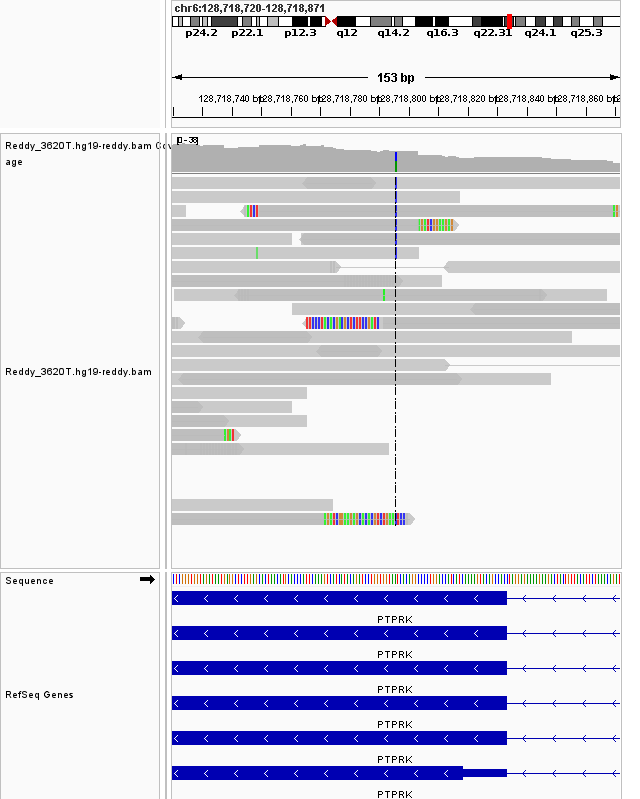 chr6:128,718,720-128,718,871
p24.2 p22.1 p12.3 q12 q14.2 q16.3 q22.31 q24.1 q25.3
153 bp
128,718,740 bp 128,718,760 bp 128,718,780 bp 128,718,800 bp 128,718,820 bp 128,718,840 bp 128,718,860 bp
[0-38]
Reddy_3620T.hg19-reddy.bam Cov
age
Reddy_3620T.hg19-reddy.bam
Sequence
PTPRK
PTPRK
PTPRK
RefSeq Genes
PTPRK
PTPRK
PTPRK